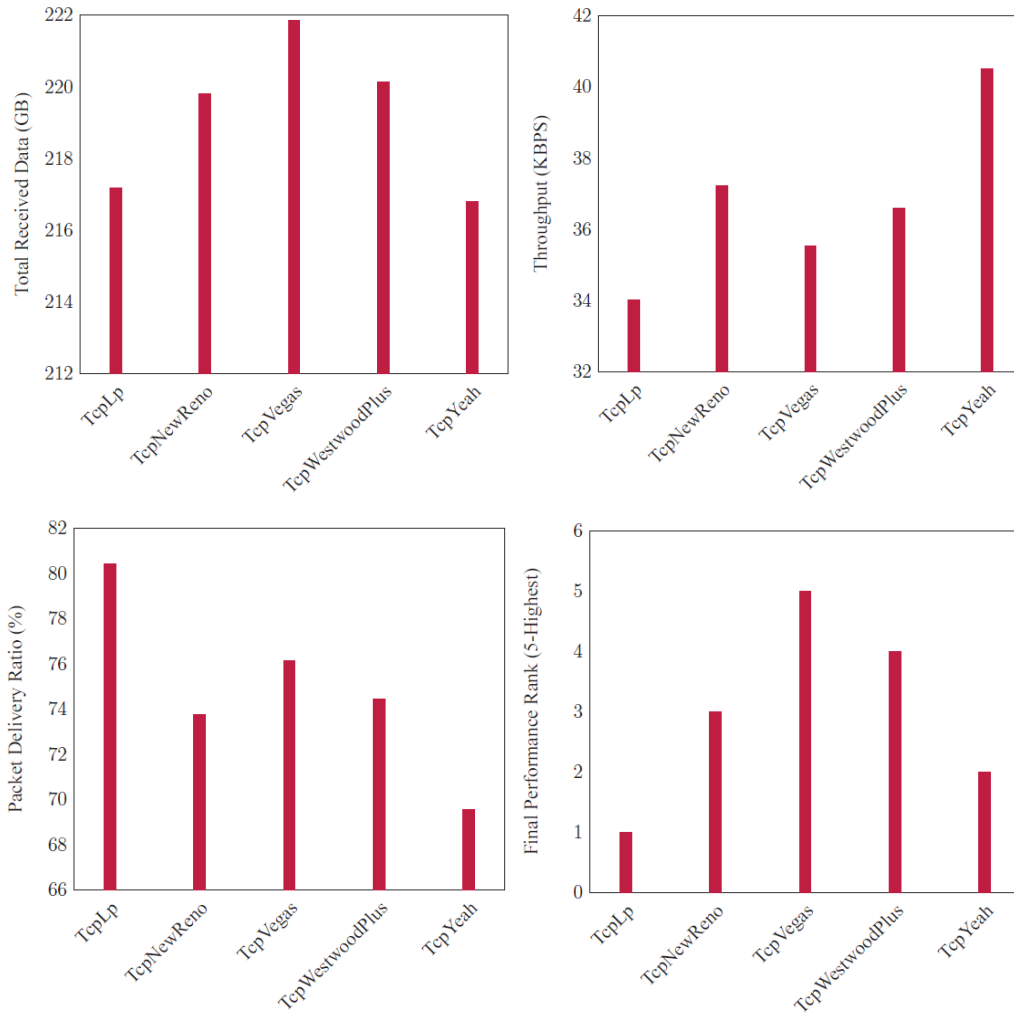 Total Received Data (GB)
222
220
218
216
214
212
TcpLp
TcpNewReno
TcpVegas
TcpWestwoodPlus
TcpYeah
Throughput (KBPS)
42
40
38
36
34
32
TcpLp
TcpNewReno
TcpVegas
TcpWestwoodPlus
TcpYeah
Packet Delivery Ratio (%)
82
80
78
76
74
72
70
68
66
TcpLp
TcpNewReno
TcpVegas
TcpWestwoodPlus
TcpYeah
Final Performance Rank (5-Highest)
6
5
4
3
2
1
0
TcpLp
TcpNewReno
TcpVegas
TcpWestwoodPlus
TcpYeah